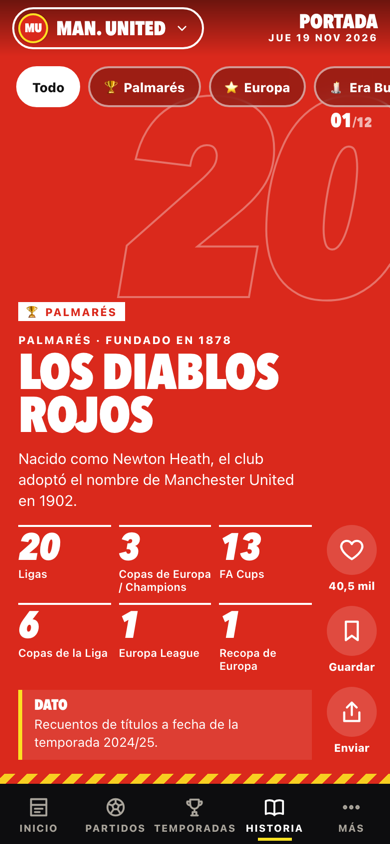 MU MAN. UNITED
PORTADA
JUE 19 NOV 2026
Todo
🏆 Palmarés
⭐ Europa
Era Bu
01/12
20
🏆 PALMARÉS
PALMARÉS · FUNDADO EN 1878
LOS DIABLOS
ROJOS
Nacido como Newton Heath, el club
adoptó el nombre de Manchester United
en 1902.
20
Ligas
3
Copas de Europa
/ Champions
13
FA Cups
6
Copas de la Liga
1
Europa League
1
Recopa de
Europa
40,5 mil
Guardar
Enviar
DATO
Recuentos de títulos a fecha de la
temporada 2024/25.
INICIO
PARTIDOS
TEMPORADAS
HISTORIA
MÁS